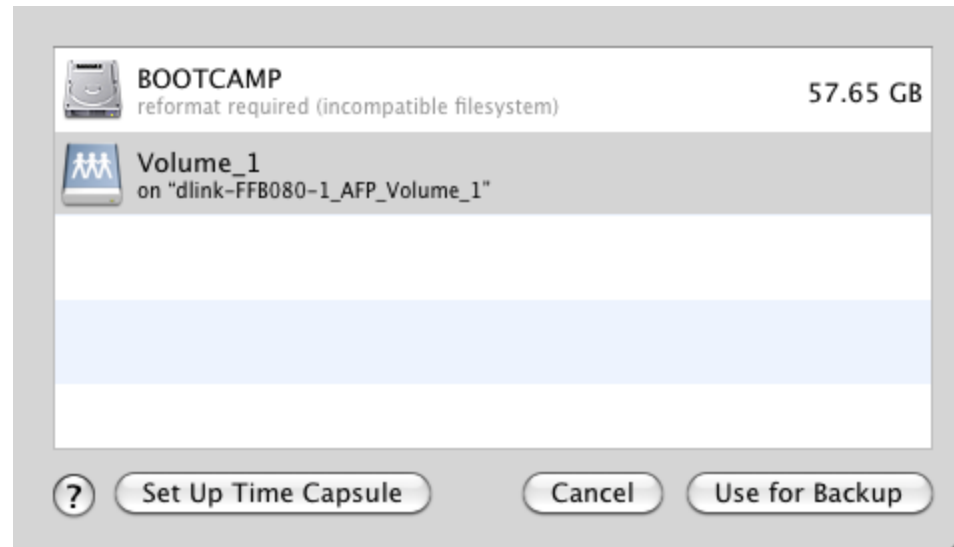 BOOTCAMP
57.65 GB
reformat required (incompatible filesystem)
Volume_1
on "dlink-FFB080-1_AFP_Volume_1"
?
Set Up Time Capsule
Cancel
Use for Backup